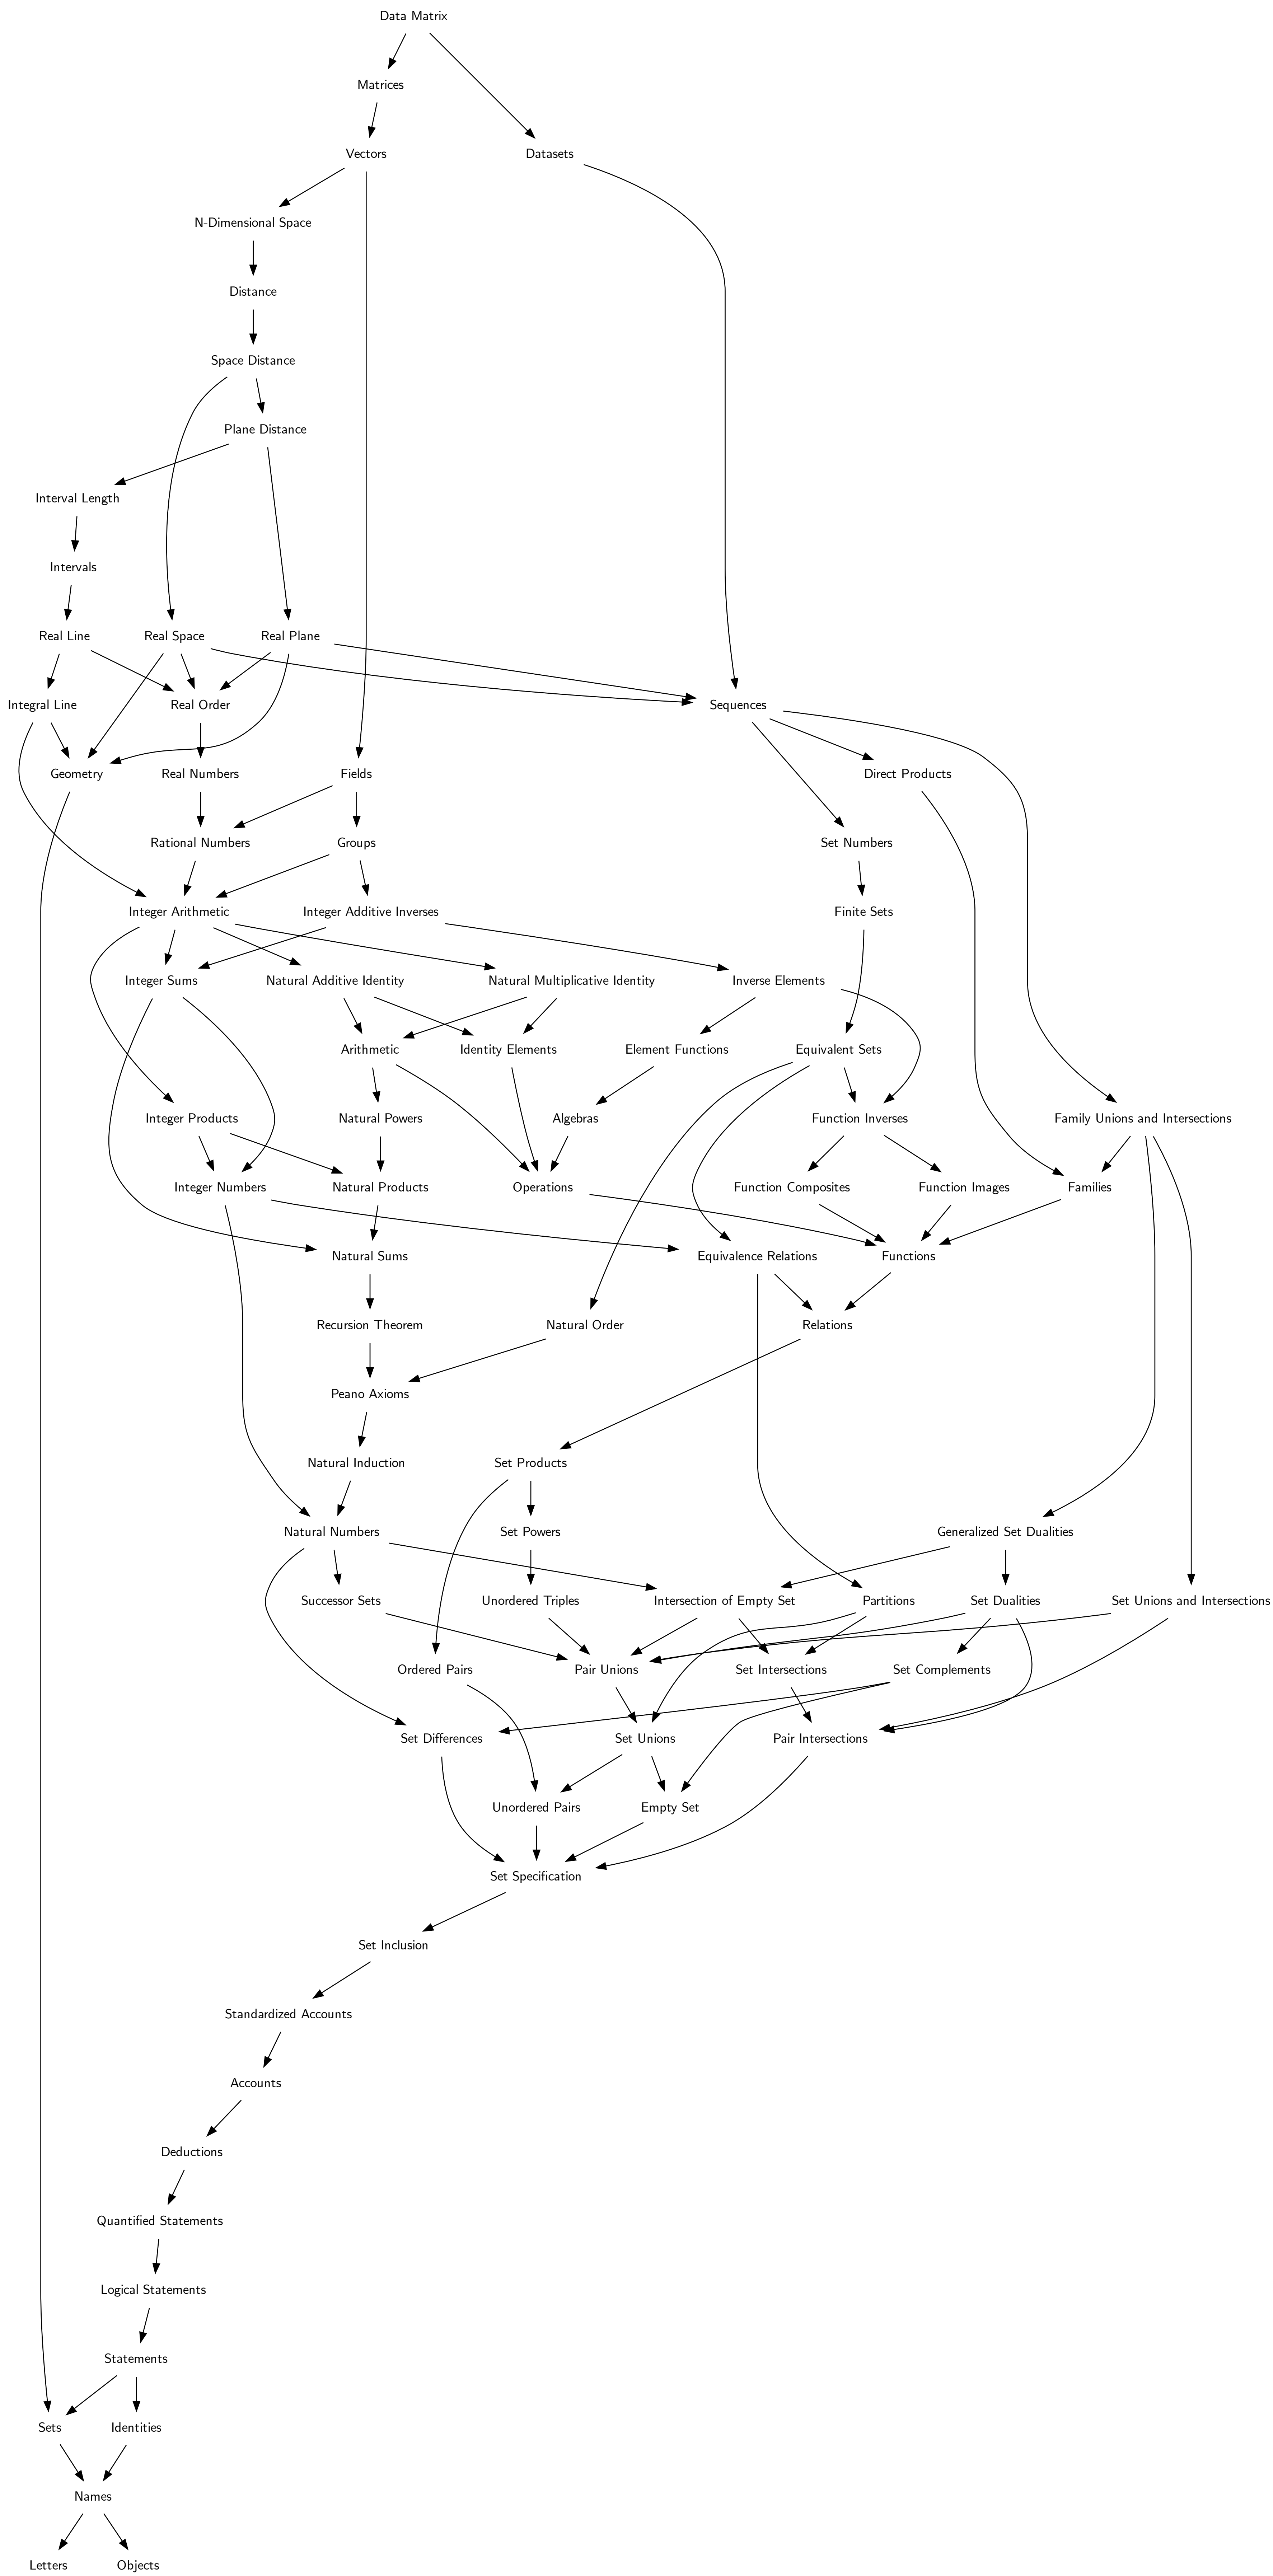 Data Matrix
Matrices
Vectors
Datasets
N-Dimensional Space
Distance
Space Distance
Plane Distance
Interval Length
Intervals
Real Line
Real Space
Real Plane
Integral Line
Real Order
Sequences
Geometry
Real Numbers
Fields
Direct Products
Rational Numbers
Groups
Set Numbers
Integer Arithmetic
Integer Additive Inverses
Finite Sets
Integer Sums
Natural Additive Identity
Natural Multiplicative Identity
Inverse Elements
Arithmetic
Identity Elements
Element Functions
Equivalent Sets
Integer Products
Natural Powers
Algebras
Function Inverses
Family Unions and Intersections
Integer Numbers
Natural Products
Operations
Function Composites
Function Images
Families
Natural Sums
Equivalence Relations
Functions
Recursion Theorem
Natural Order
Relations
Peano Axioms
Natural Induction
Set Products
Natural Numbers
Set Powers
Generalized Set Dualities
Successor Sets
Unordered Triples
Intersection of Empty Set
Partitions
Set Dualities
Set Unions and Intersections
Ordered Pairs
Pair Unions
Set Intersections
Set Complements
Set Differences
Set Unions
Pair Intersections
Unordered Pairs
Empty Set
Set Specification
Set Inclusion
Standardized Accounts
Accounts
Deductions
Quantified Statements
Logical Statements
Statements
Sets
Identities
Names
Letters
Objects